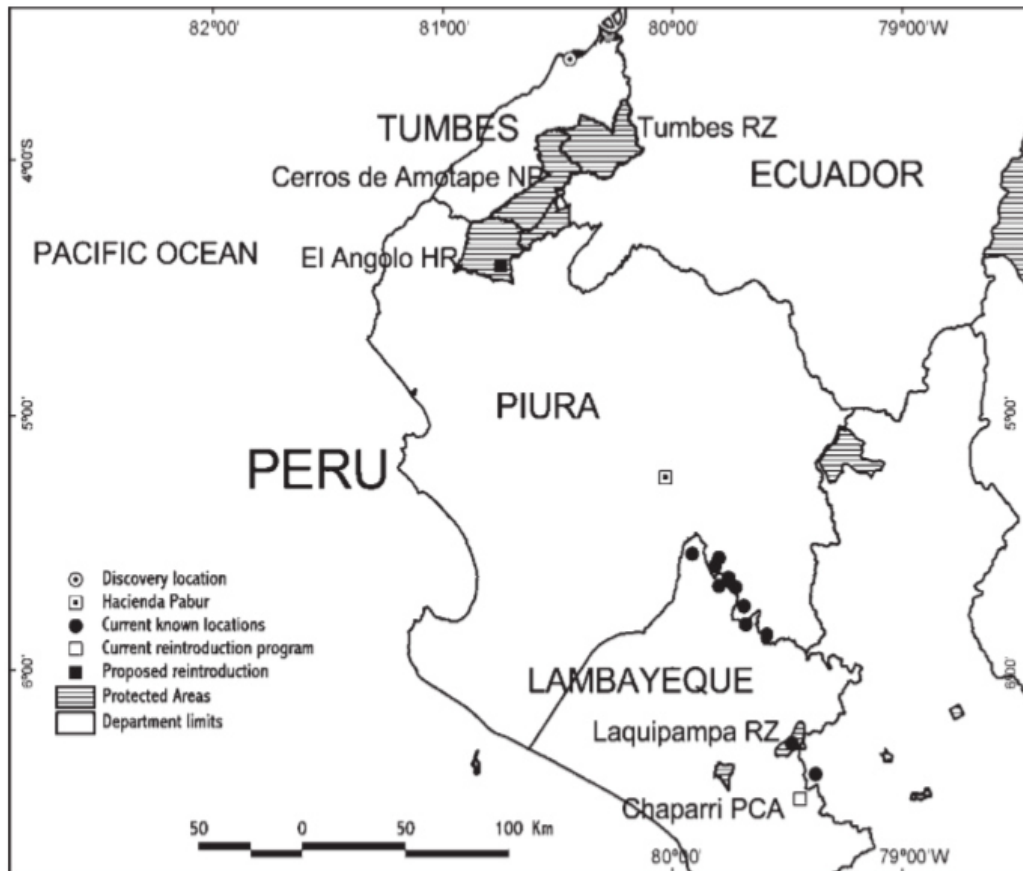 82°00' 81°00' 80°00' 79°00'W
TUMBES
Tumbes RZ
4°00'S
Cerros de Amotape NP
ECUADOR
PACIFIC OCEAN
El Angolo HR
PIURA
5°00' 5°00'
PERU
Discovery location
Hacienda Pabur
Current known locations
Current reintroduction program
Proposed reintroduction
Protected Areas
Department limits
6°00' 6°00'
LAMBAYEQUE
Laquipampa RZ
Chaparri PCA
50 0 50 100 Km
80°00' 79°00'W